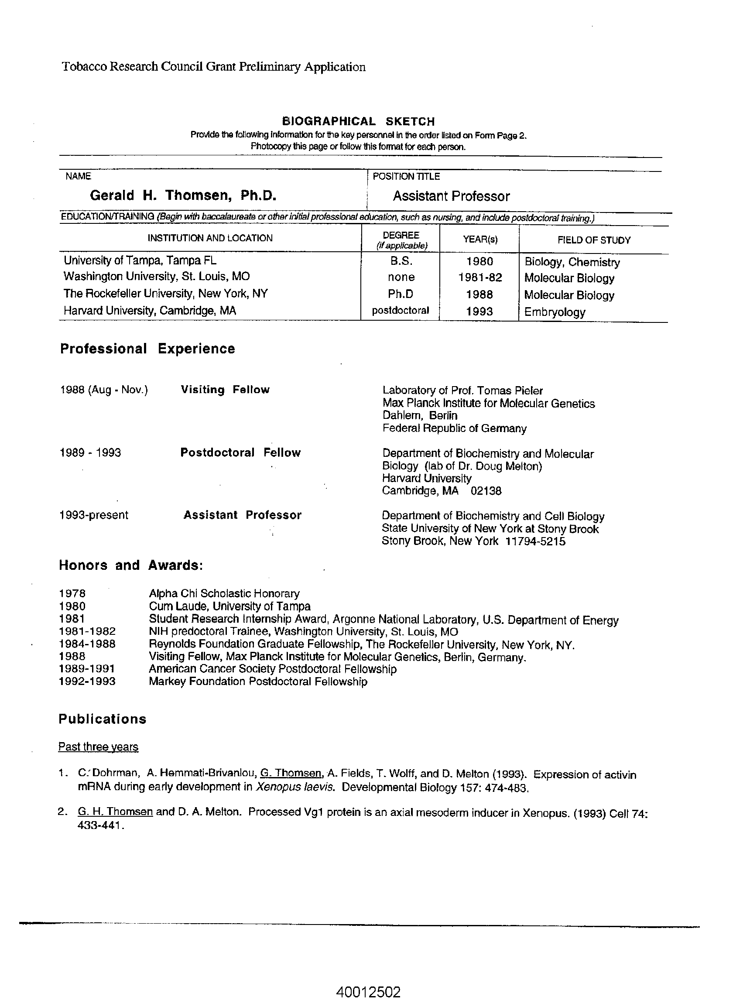 Tobacco Research Council Grant Preliminary Application
BIOGRAPHICAL SKETCH
Provide the following information for the key personnel in the order listed on Form Page 2.
Photocopy this page or follow this format for each person.
NAME POSITION TITLE
Gerald H. Thomsen, Ph.D. Assistant Professor
EDUCATION/TRAINING (Begin with baccalaureate or other initial professional education, such as nursing, and include postdoctoral training.)
INSTITUTION AND LOCATION DEGREE (if applicable) YEAR(s) FIELD OF STUDY
University of Tampa, Tampa FL B.S. 1980 Biology, Chemistry
Washington University, St. Louis, MO none 1981-82 Molecular Biology
The Rockefeller University, New York, NY Ph.D 1988 Molecular Biology
Harvard University, Cambridge, MA postdoctoral 1993 Embryology
Professional Experience
1988 (Aug - Nov.) Visiting Fellow Laboratory of Prof. Tomas Pieler
Max Planck Institute for Molecular Genetics
Dahlem, Berlin
Federal Republic of Germany
1989 - 1993 Postdoctoral Fellow Department of Biochemistry and Molecular
Biology (lab of Dr. Doug Melton)
Harvard University
Cambridge, MA 02138
1993-present Assistant Professor Department of Biochemistry and Cell Biology
State University of New York at Stony Brook
Stony Brook, New York 11794-5215
Honors and Awards:
1978 Alpha Chi Scholastic Honorary
1980 Cum Laude, University of Tampa
1981 Student Research Internship Award, Argonne National Laboratory, U.S. Department of Energy
1981-1982 NIH predoctoral Trainee, Washington University, St. Louis, MO
1984-1988 Reynolds Foundation Graduate Fellowship, The Rockefeller University, New York, NY.
1988 Visiting Fellow, Max Planck Institute for Molecular Genetics, Berlin, Germany.
1989-1991 American Cancer Society Postdoctoral Fellowship
1992-1993 Markey Foundation Postdoctoral Fellowship
Publications
Past three years
1. C. Dohrman, A. Hemmati-Brivanlou, G. Thomsen, A. Fields, T. Wolff, and D. Melton (1993). Expression of activin
mRNA during early development in Xenopus laevis. Developmental Biology 157: 474-483.
2. G. H. Thomsen and D. A. Melton. Processed Vg1 protein is an axial mesoderm inducer in Xenopus. (1993) Cell 74:
433-441.
40012502